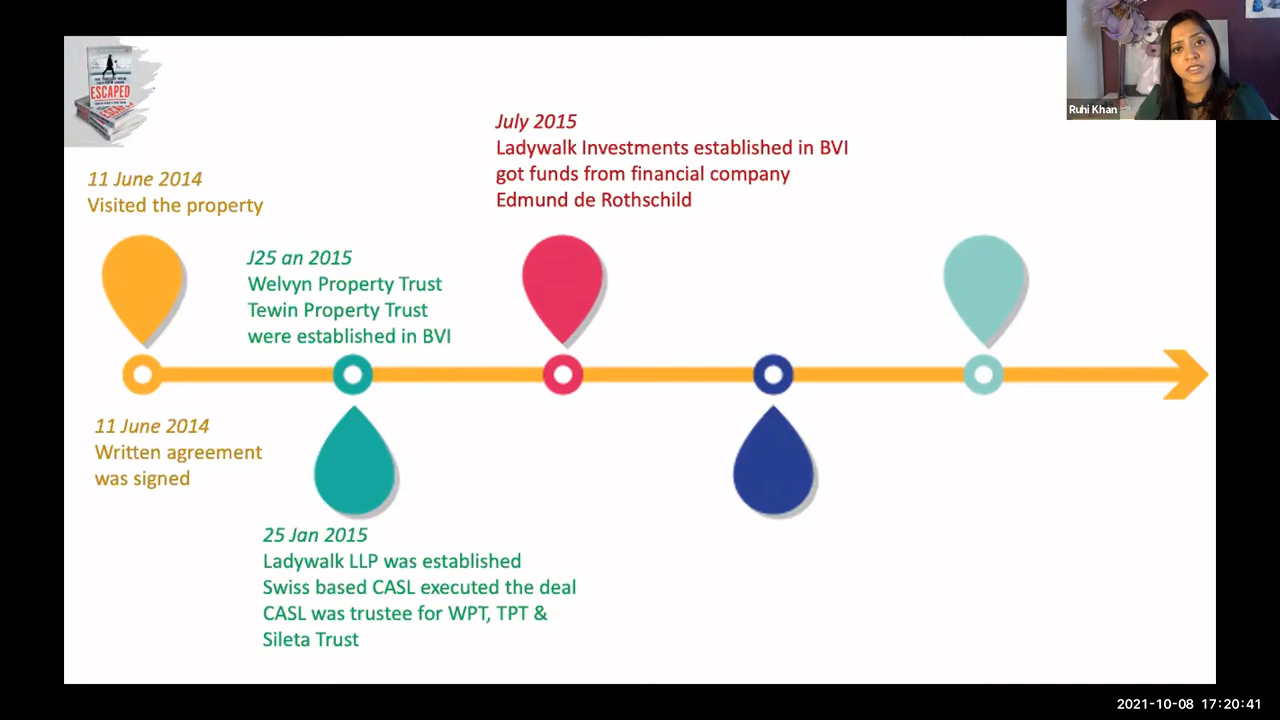 ESCAPED
Ruhi Khan
11 June 2014
Visited the property
J25 an 2015
Welvyn Property Trust
Tewin Property Trust
were established in BVI
July 2015
Ladywalk Investments established in BVI
got funds from financial company
Edmund de Rothschild
11 June 2014
Written agreement
was signed
25 Jan 2015
Ladywalk LLP was established
Swiss based CASL executed the deal
CASL was trustee for WPT, TPT &
Sileta Trust
2021-10-08 17:20:41